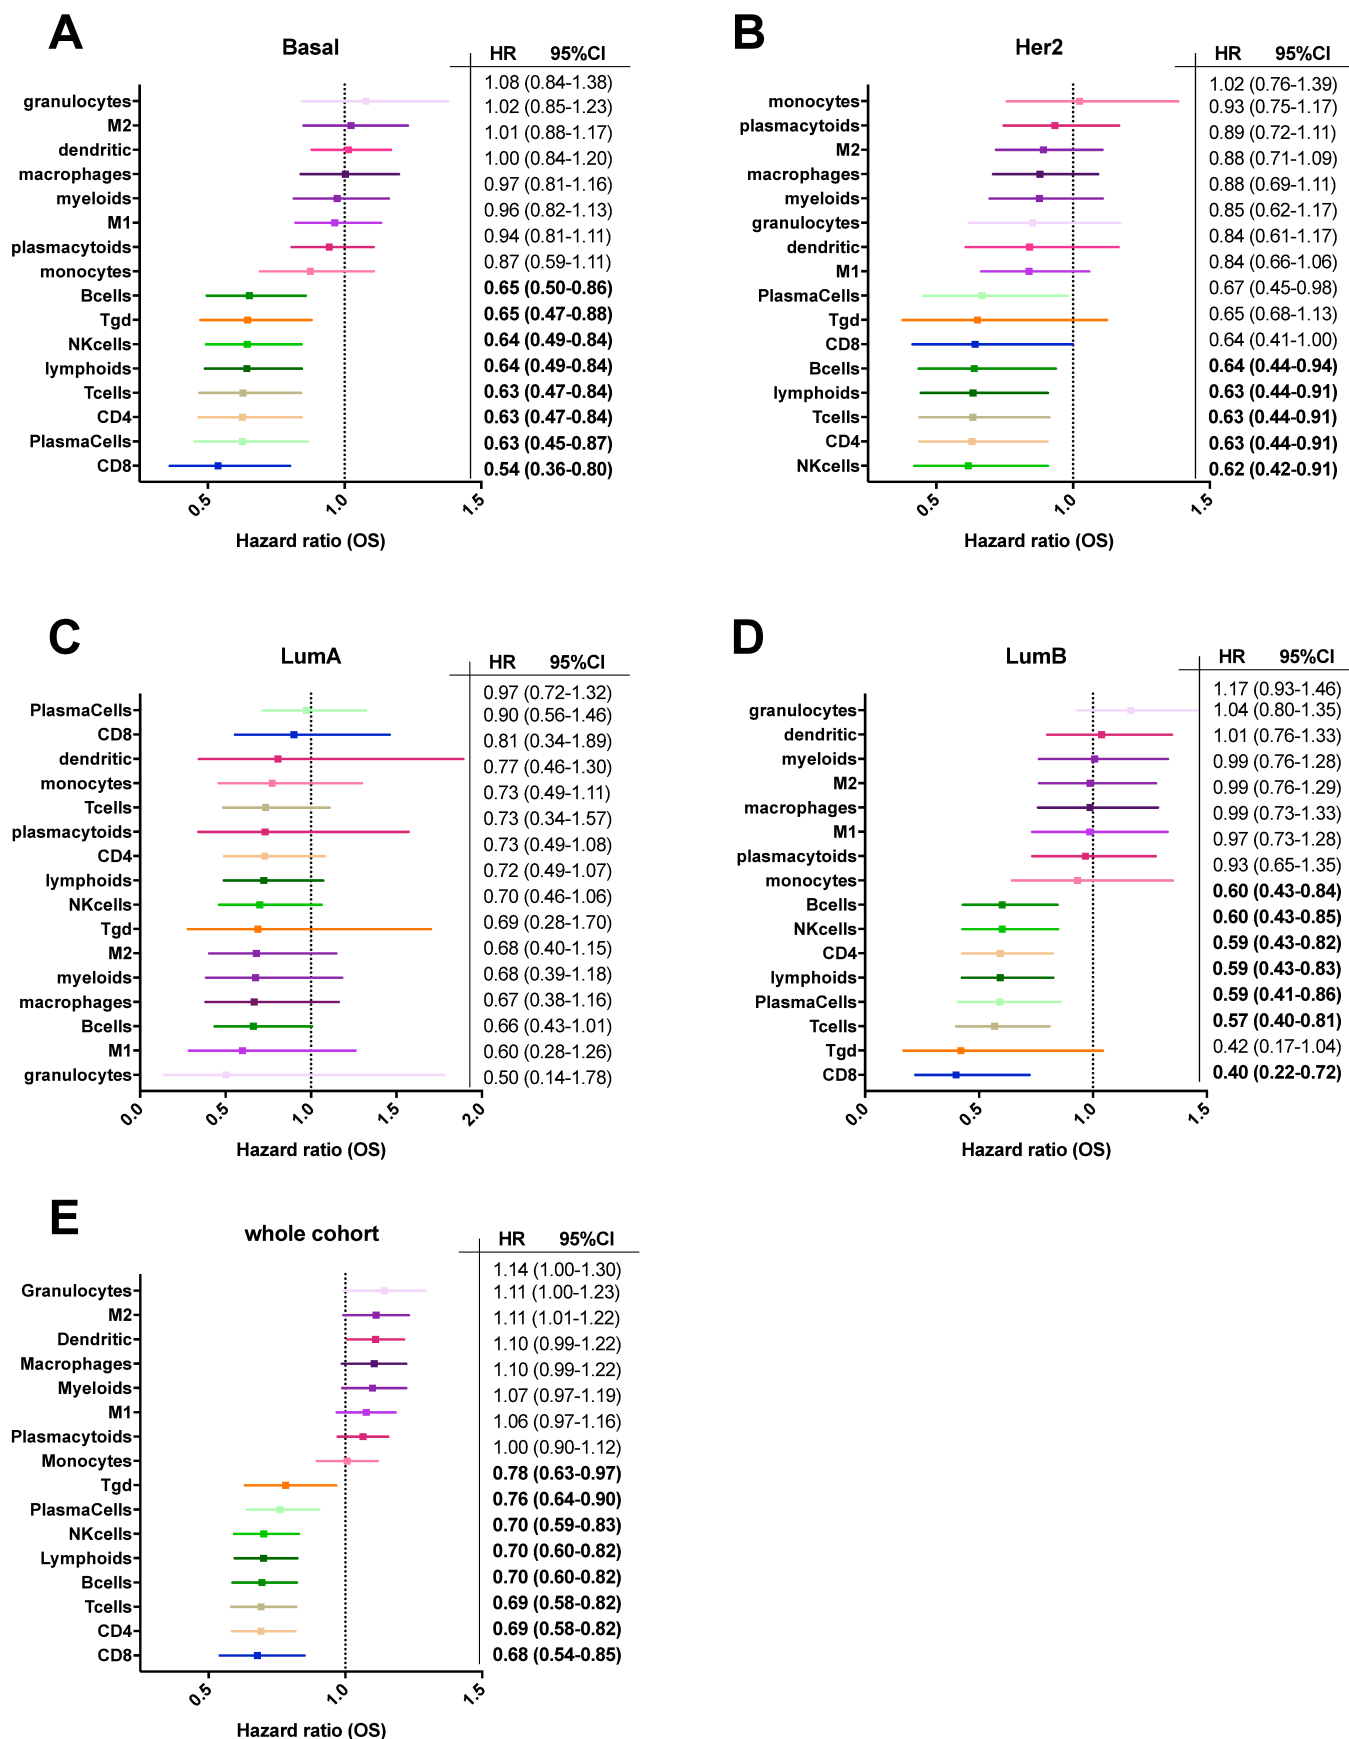 A
Basal
HR 95%CI
granulocytes 1.08 (0.84-1.38)
M2 1.02 (0.85-1.23)
dendritic 1.01 (0.88-1.17)
macrophages 1.00 (0.84-1.20)
myeloids 0.97 (0.81-1.16)
M1 0.96 (0.82-1.13)
plasmacytoids 0.94 (0.81-1.11)
monocytes 0.87 (0.59-1.11)
Bcells 0.65 (0.50-0.86)
Tgd 0.65 (0.47-0.88)
NKcells 0.64 (0.49-0.84)
lymphoids 0.64 (0.49-0.84)
Tcells 0.63 (0.47-0.84)
CD4 0.63 (0.47-0.84)
PlasmaCells 0.63 (0.45-0.87)
CD8 0.54 (0.36-0.80)
0.5 1.0 1.5
Hazard ratio (OS)
B
Her2
HR 95%CI
monocytes 1.02 (0.76-1.39)
plasmacytoids 0.93 (0.75-1.17)
M2 0.89 (0.72-1.11)
macrophages 0.88 (0.71-1.09)
myeloids 0.88 (0.69-1.11)
granulocytes 0.85 (0.62-1.17)
dendritic 0.84 (0.61-1.17)
M1 0.84 (0.66-1.06)
PlasmaCells 0.67 (0.45-0.98)
Tgd 0.65 (0.68-1.13)
CD8 0.64 (0.41-1.00)
Bcells 0.64 (0.44-0.94)
lymphoids 0.63 (0.44-0.91)
Tcells 0.63 (0.44-0.91)
CD4 0.63 (0.44-0.91)
NKcells 0.62 (0.42-0.91)
0.5 1.0 1.5
Hazard ratio (OS)
C
LumA
HR 95%CI
PlasmaCells 0.97 (0.72-1.32)
CD8 0.90 (0.56-1.46)
dendritic 0.81 (0.34-1.89)
monocytes 0.77 (0.46-1.30)
Tcells 0.73 (0.49-1.11)
plasmacytoids 0.73 (0.34-1.57)
CD4 0.73 (0.49-1.08)
lymphoids 0.72 (0.49-1.07)
NKcells 0.70 (0.46-1.06)
Tgd 0.69 (0.28-1.70)
M2 0.68 (0.40-1.15)
myeloids 0.68 (0.39-1.18)
macrophages 0.67 (0.38-1.16)
Bcells 0.66 (0.43-1.01)
M1 0.60 (0.28-1.26)
granulocytes 0.50 (0.14-1.78)
0.0 0.5 1.0 1.5 2.0
Hazard ratio (OS)
D
LumB
HR 95%CI
granulocytes 1.17 (0.93-1.46)
dendritic 1.04 (0.80-1.35)
myeloids 1.01 (0.76-1.33)
M2 0.99 (0.76-1.28)
macrophages 0.99 (0.76-1.29)
M1 0.99 (0.73-1.33)
plasmacytoids 0.97 (0.73-1.28)
monocytes 0.93 (0.65-1.35)
Bcells 0.60 (0.43-0.84)
NKcells 0.60 (0.43-0.85)
CD4 0.59 (0.43-0.82)
lymphoids 0.59 (0.43-0.83)
PlasmaCells 0.59 (0.41-0.86)
Tcells 0.57 (0.40-0.81)
Tgd 0.42 (0.17-1.04)
CD8 0.40 (0.22-0.72)
0.0 0.5 1.0 1.5
Hazard ratio (OS)
E
whole cohort
HR 95%CI
Granulocytes 1.14 (1.00-1.30)
M2 1.11 (1.00-1.23)
Dendritic 1.11 (1.01-1.22)
Macrophages 1.10 (0.99-1.22)
Myeloids 1.10 (0.99-1.22)
M1 1.07 (0.97-1.19)
Plasmacytoids 1.06 (0.97-1.16)
Monocytes 1.00 (0.90-1.12)
Tgd 0.78 (0.63-0.97)
PlasmaCells 0.76 (0.64-0.90)
NKcells 0.70 (0.59-0.83)
Lymphoids 0.70 (0.60-0.82)
Bcells 0.70 (0.60-0.82)
Tcells 0.69 (0.58-0.82)
CD4 0.69 (0.58-0.82)
CD8 0.68 (0.54-0.85)
0.5 1.0 1.5
Hazard ratio (OS)